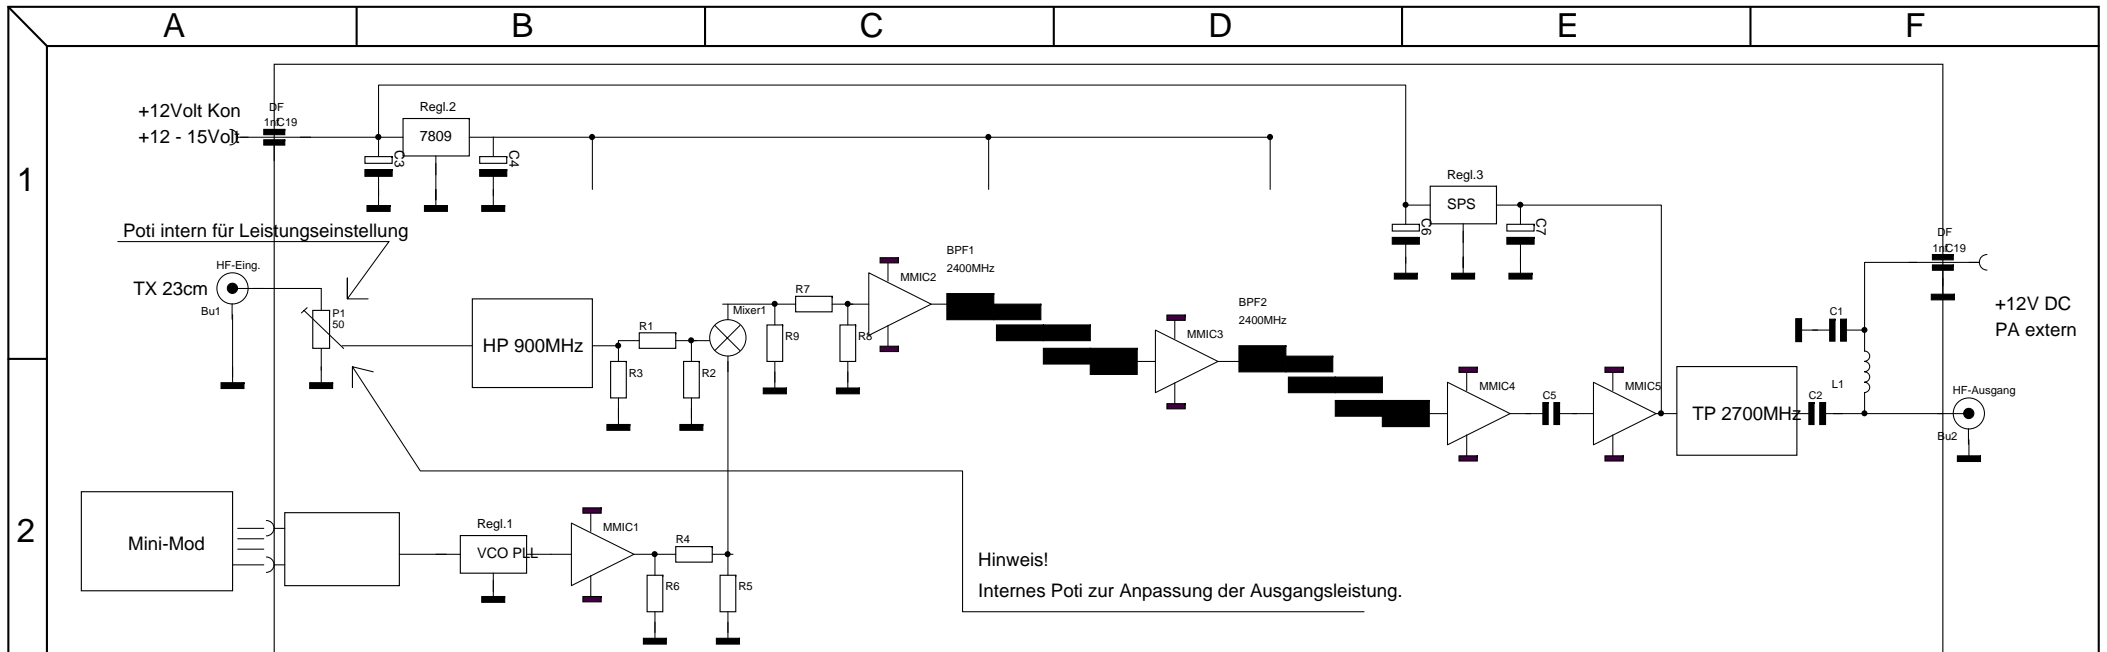 A B C D E F
1
2
+12Volt Kon
+12 - 15Volt
DF
1nC19
Regl.2
7809
C3
C4
Poti intern für Leistungseinstellung
HF-Eing.
TX 23cm
Bu1
P1
50
HP 900MHz
R1
R3
R2
Mixer1
R7
R9
R8
MMIC2
BPF1
2400MHz
MMIC3
BPF2
2400MHz
Regl.3
SPS
C6
C7
MMIC4
C5
MMIC5
TP 2700MHz
C2
C1
L1
DF
1nC19
+12V DC
PA extern
HF-Ausgang
Bu2
Mini-Mod
Regl.1
VCO PLL
MMIC1
R4
R6
R5
Hinweis!
Internes Poti zur Anpassung der Ausgangsleistung.